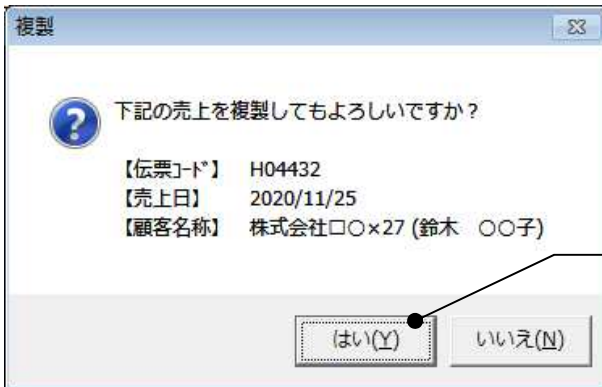 複製
下記の売上を複製してもよろしいですか？
【伝票ｺｰﾄﾞ】 H04432
【売上日】 2020/11/25
【顧客名称】 株式会社□○×27 (鈴木　○○子)
はい(Y) いいえ(N)